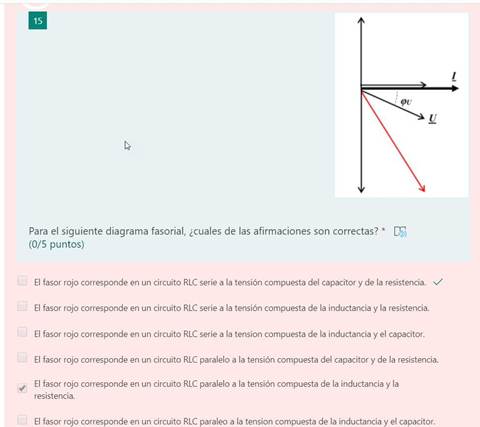 15
I
φU
U
Para el siguiente diagrama fasorial, ¿cuales de las afirmaciones son correctas? *
(0/5 puntos)
El fasor rojo corresponde en un circuito RLC serie a la tensión compuesta del capacitor y de la resistencia.
El fasor rojo corresponde en un circuito RLC serie a la tensión compuesta de la inductancia y la resistencia.
El fasor rojo corresponde en un circuito RLC serie a la tension compuesta de la inductancia y el capacitor.
El fasor rojo corresponde en un circuito RLC paralelo a la tensión compuesta del capacitor y de la resistencia.
El fasor rojo corresponde en un circuito RLC paralelo a la tensión compuesta de la inductancia y la
resistencia.
El fasor rojo corresponde en un circuito RLC paraleo a la tension compuesta de la inductancia y el capacitor.